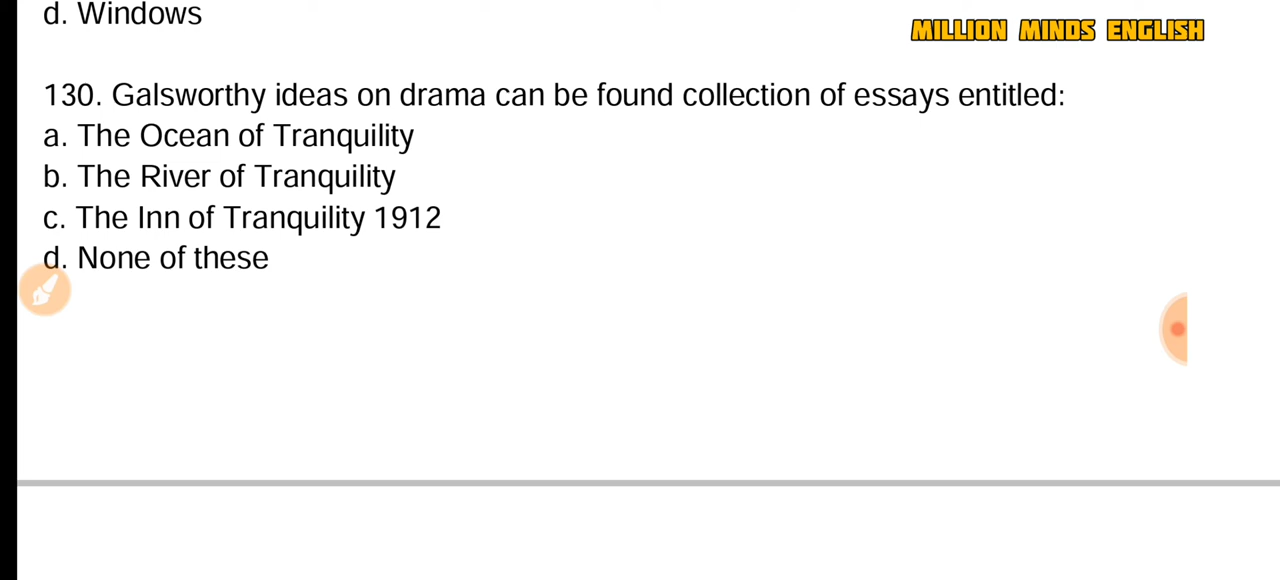 d. Windows
MILLION MINDS ENGLISH
130. Galsworthy ideas on drama can be found collection of essays entitled:
a. The Ocean of Tranquility
b. The River of Tranquility
c. The Inn of Tranquility 1912
d. None of these